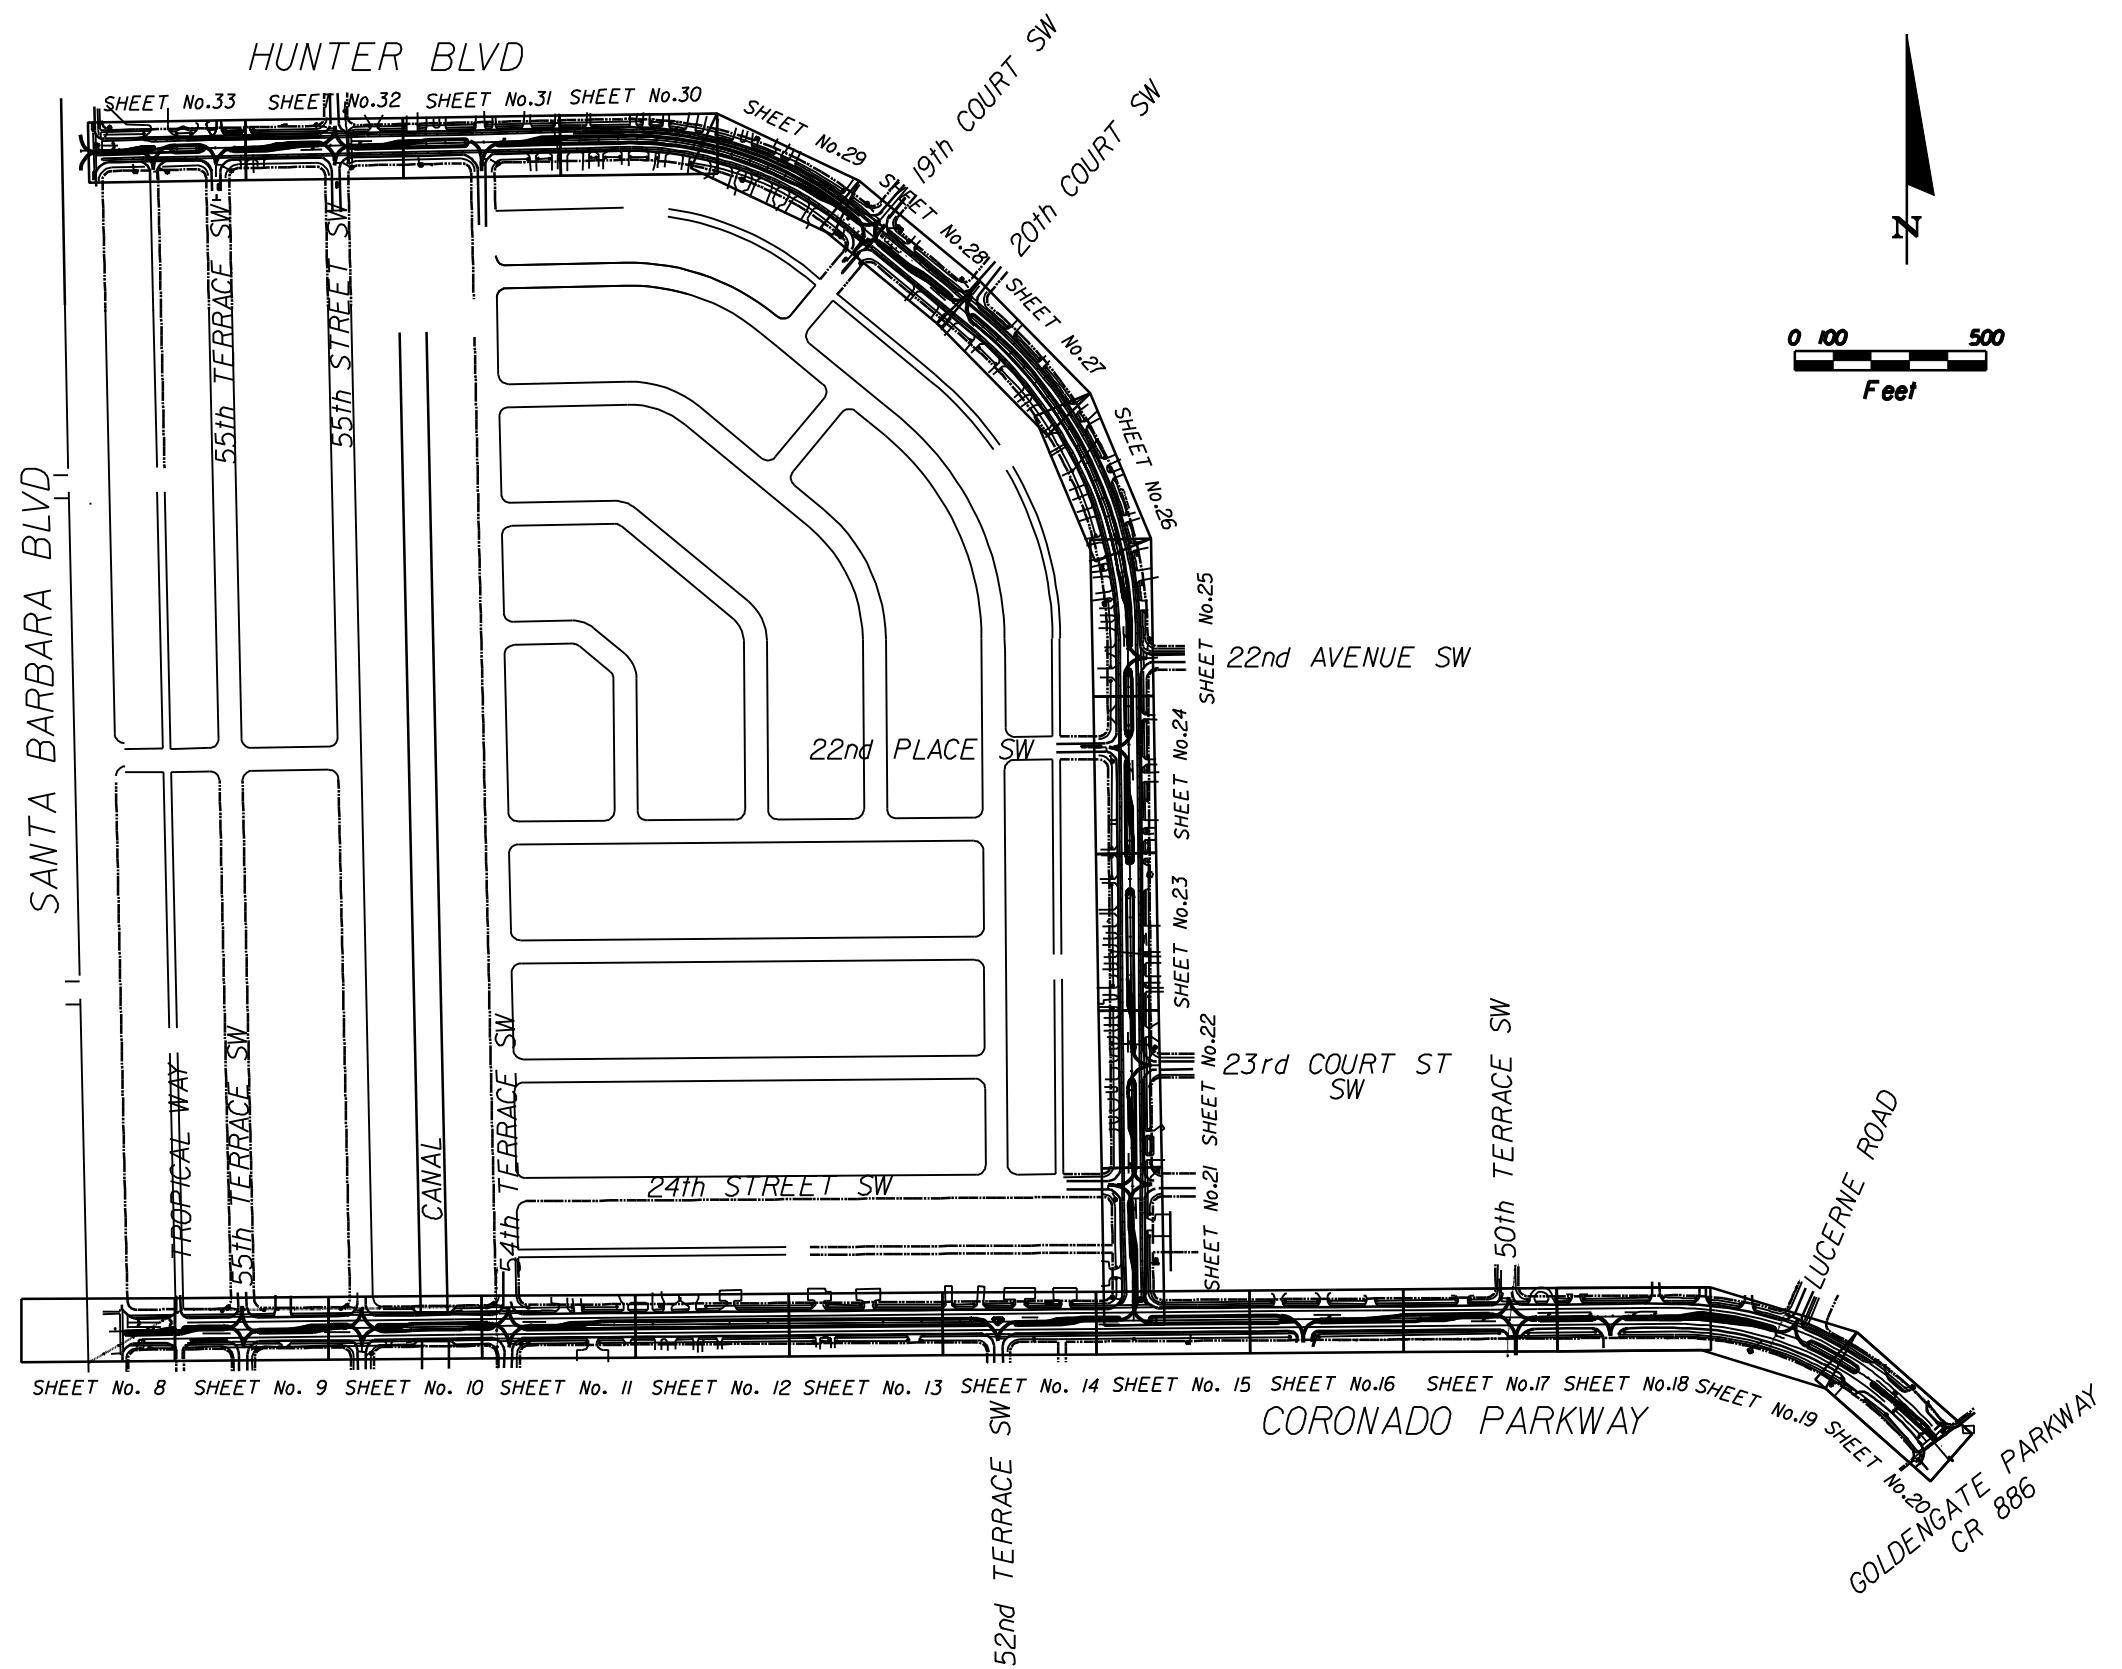 HUNTER BLVD
SHEET No.33
SHEET No.32
SHEET No.31
SHEET No.30
SHEET No.29
19th COURT SW
SHEET No.28
20th COURT SW
SHEET No.27
SHEET No.26
N
0 100 500
Feet
55th TERRACE SW
55th STREET SW
SANTA BARBARA BLVD
SHEET No.25
22nd AVENUE SW
22nd PLACE SW
SHEET No.24
SHEET No.23
SHEET No.22
23rd COURT ST
SW
SHEET No.21
TROPICAL WAY
55th TERRACE SW
CANAL
54th TERRACE SW
24th STREET SW
50th TERRACE SW
LUCERNE ROAD
SHEET No. 8
SHEET No. 9
SHEET No. 10
SHEET No. 11
SHEET No. 12
SHEET No. 13
SHEET No. 14
SHEET No. 15
SHEET No.16
SHEET No.17
SHEET No.18
SHEET No.19
SHEET No.20
CORONADO PARKWAY
52nd TERRACE SW
GOLDENGATE PARKWAY
CR 886